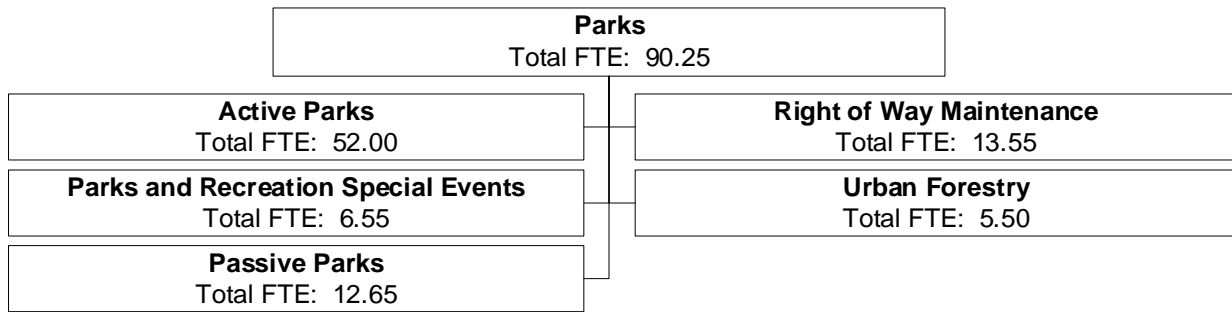 Parks
Total FTE: 90.25
Active Parks
Total FTE: 52.00
Right of Way Maintenance
Total FTE: 13.55
Parks and Recreation Special Events
Total FTE: 6.55
Urban Forestry
Total FTE: 5.50
Passive Parks
Total FTE: 12.65